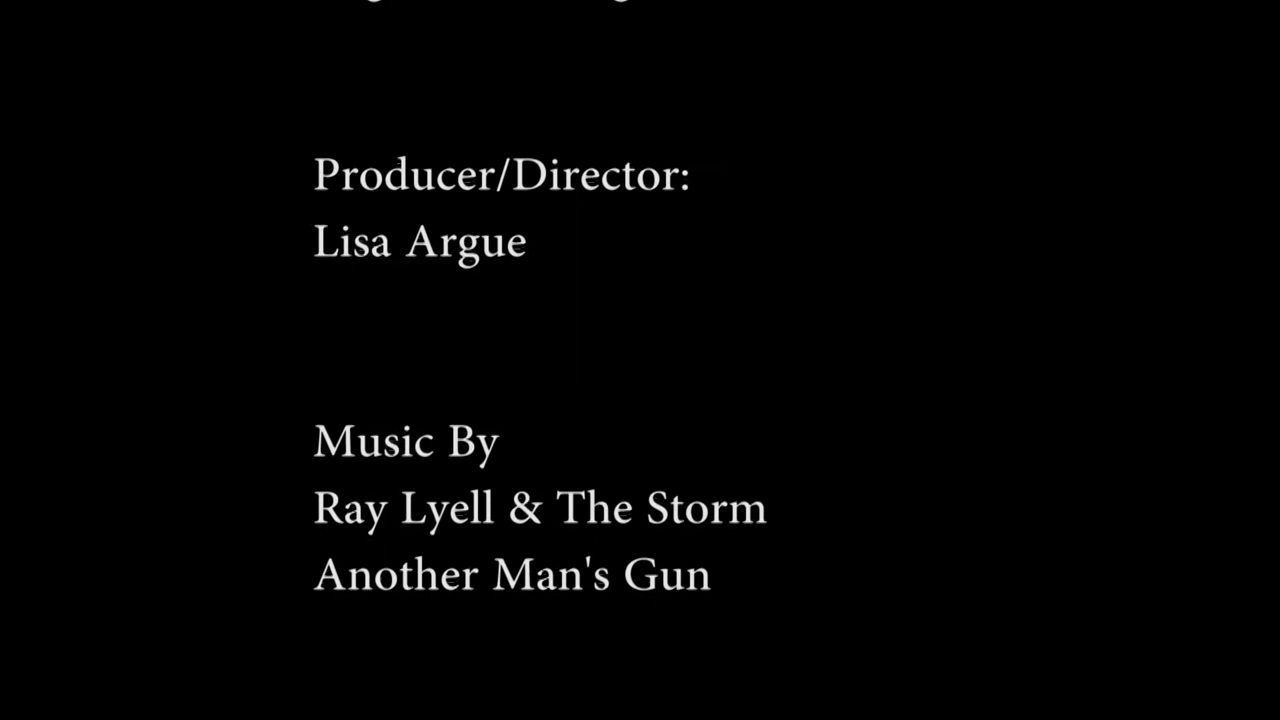 Producer/Director:
Lisa Argue
Music By
Ray Lyell & The Storm
Another Man's Gun